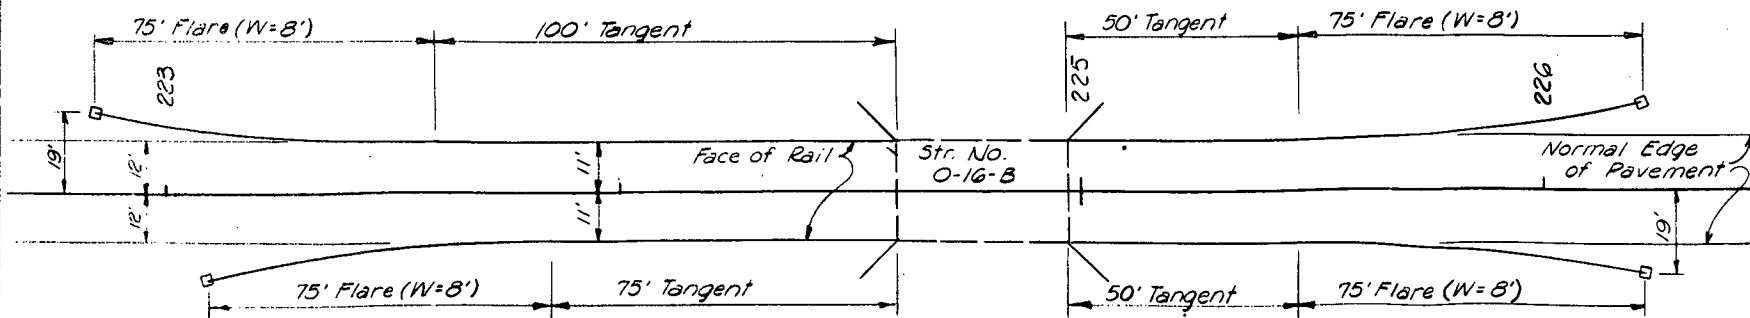 75' Flare (W=8')
100' Tangent
50' Tangent
75' Flare (W=8')
223
225
226
19'
12'
11'
Face of Rail
Str. No.
O-16-B
Normal Edge
of Pavement
12'
11'
19'
75' Flare (W=8')
75' Tangent
50' Tangent
75' Flare (W=8')